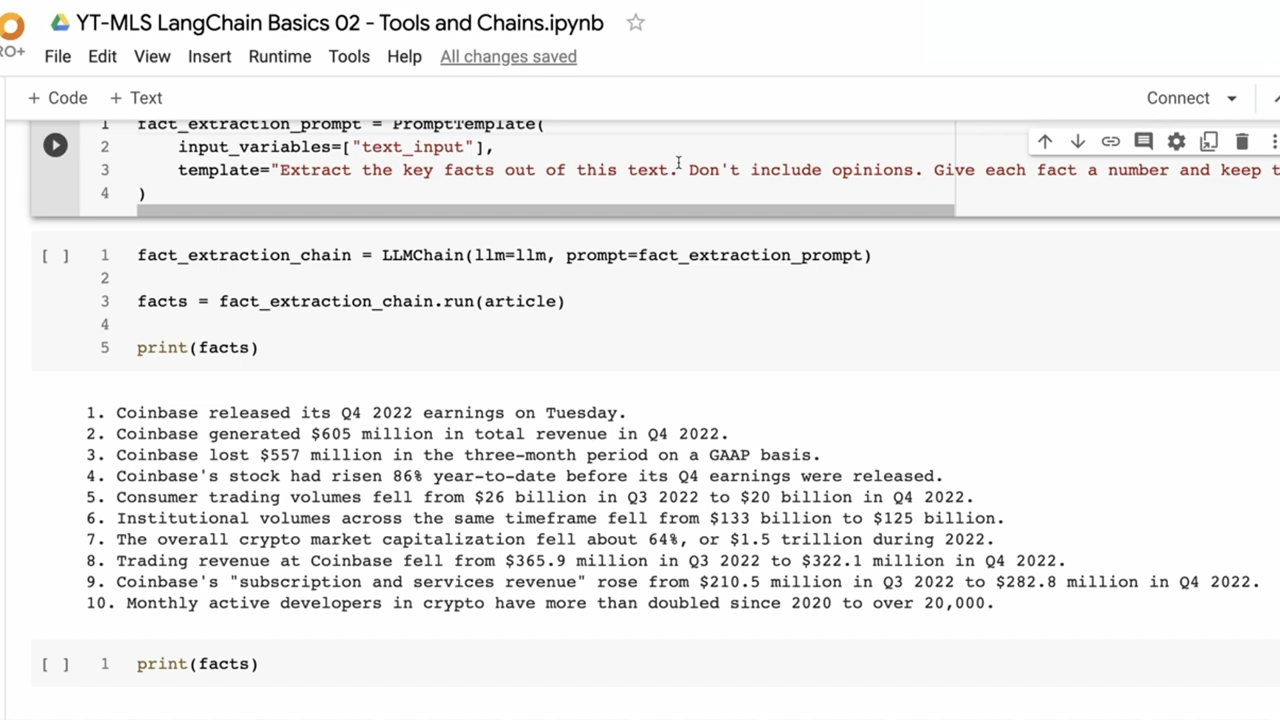 YT-MLS LangChain Basics 02 - Tools and Chains.ipynb
RO+
File Edit View Insert Runtime Tools Help All changes saved
+ Code + Text Connect
1 fact_extraction_prompt = PromptTemplate(
2 input_variables=["text_input"],
3 template="Extract the key facts out of this text. Don't include opinions. Give each fact a number and keep t
4 )
[ ] 1 fact_extraction_chain = LLMChain(llm=llm, prompt=fact_extraction_prompt)
2
3 facts = fact_extraction_chain.run(article)
4
5 print(facts)
1. Coinbase released its Q4 2022 earnings on Tuesday.
2. Coinbase generated $605 million in total revenue in Q4 2022.
3. Coinbase lost $557 million in the three-month period on a GAAP basis.
4. Coinbase's stock had risen 86% year-to-date before its Q4 earnings were released.
5. Consumer trading volumes fell from $26 billion in Q3 2022 to $20 billion in Q4 2022.
6. Institutional volumes across the same timeframe fell from $133 billion to $125 billion.
7. The overall crypto market capitalization fell about 64%, or $1.5 trillion during 2022.
8. Trading revenue at Coinbase fell from $365.9 million in Q3 2022 to $322.1 million in Q4 2022.
9. Coinbase's "subscription and services revenue" rose from $210.5 million in Q3 2022 to $282.8 million in Q4 2022.
10. Monthly active developers in crypto have more than doubled since 2020 to over 20,000.
[ ] 1 print(facts)